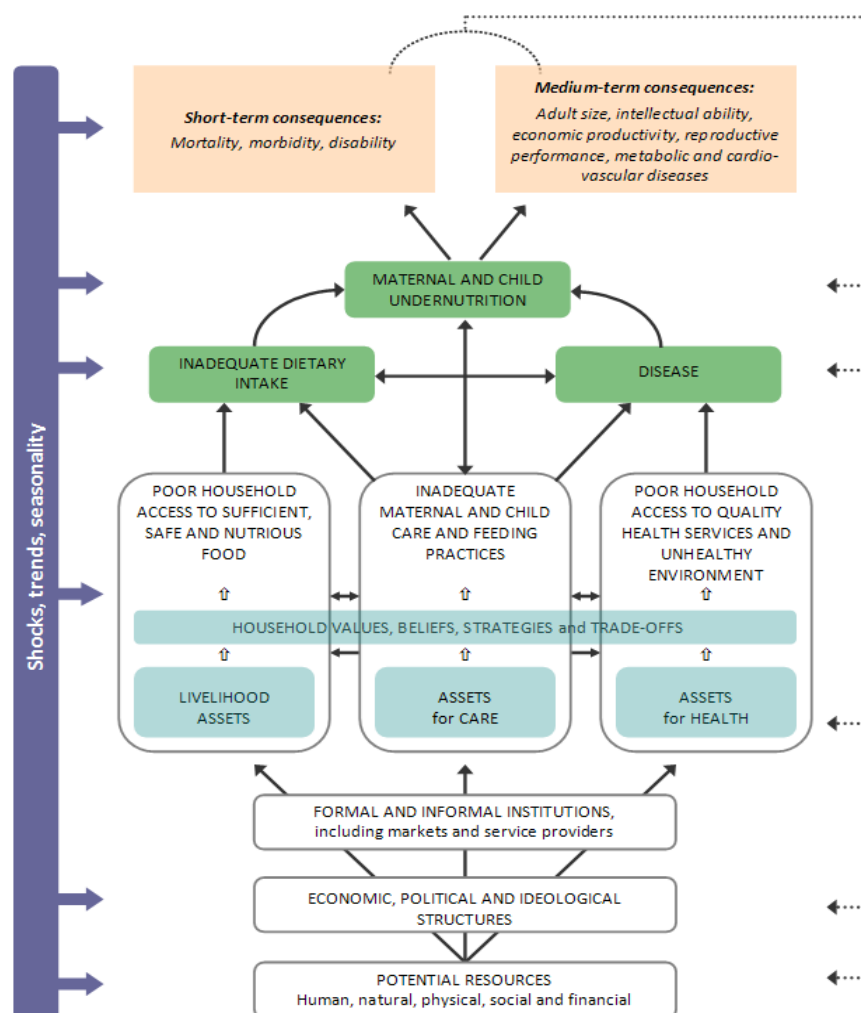 Shocks, trends, seasonality
Short-term consequences:
Mortality, morbidity, disability
Medium-term consequences:
Adult size, intellectual ability,
economic productivity, reproductive
performance, metabolic and cardio-
vascular diseases
MATERNAL AND CHILD
UNDERNUTRITION
INADEQUATE DIETARY
INTAKE
DISEASE
POOR HOUSEHOLD
ACCESS TO SUFFICIENT,
SAFE AND NUTRITIOUS
FOOD
INADEQUATE
MATERNAL AND CHILD
CARE AND FEEDING
PRACTICES
POOR HOUSEHOLD
ACCESS TO QUALITY
HEALTH SERVICES AND
UNHEALTHY
ENVIRONMENT
HOUSEHOLD VALUES, BELIEFS, STRATEGIES and TRADE-OFFS
LIVELIHOOD
ASSETS
ASSETS
for CARE
ASSETS
for HEALTH
FORMAL AND INFORMAL INSTITUTIONS,
including markets and service providers
ECONOMIC, POLITICAL AND IDEOLOGICAL
STRUCTURES
POTENTIAL RESOURCES
Human, natural, physical, social and financial